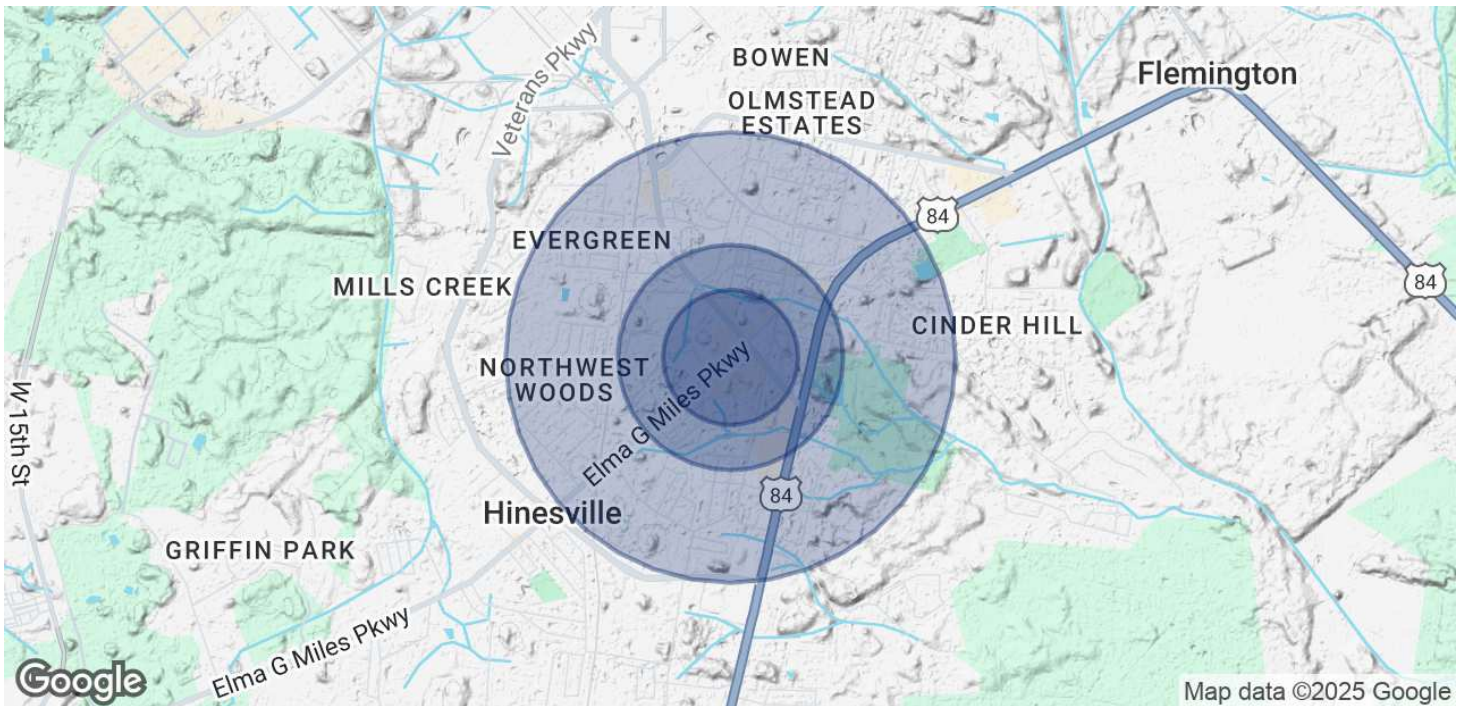 BOWEN
Flemington
Veterans Pkwy
OLMSTEAD
ESTATES
84
EVERGREEN
MILLS CREEK
84
CINDER HILL
NORTHWEST
WOODS
Elma G Miles Pkwy
W 15th St
84
Hinesville
GRIFFIN PARK
Elma G Miles Pkwy
Google
Map data ©2025 Google